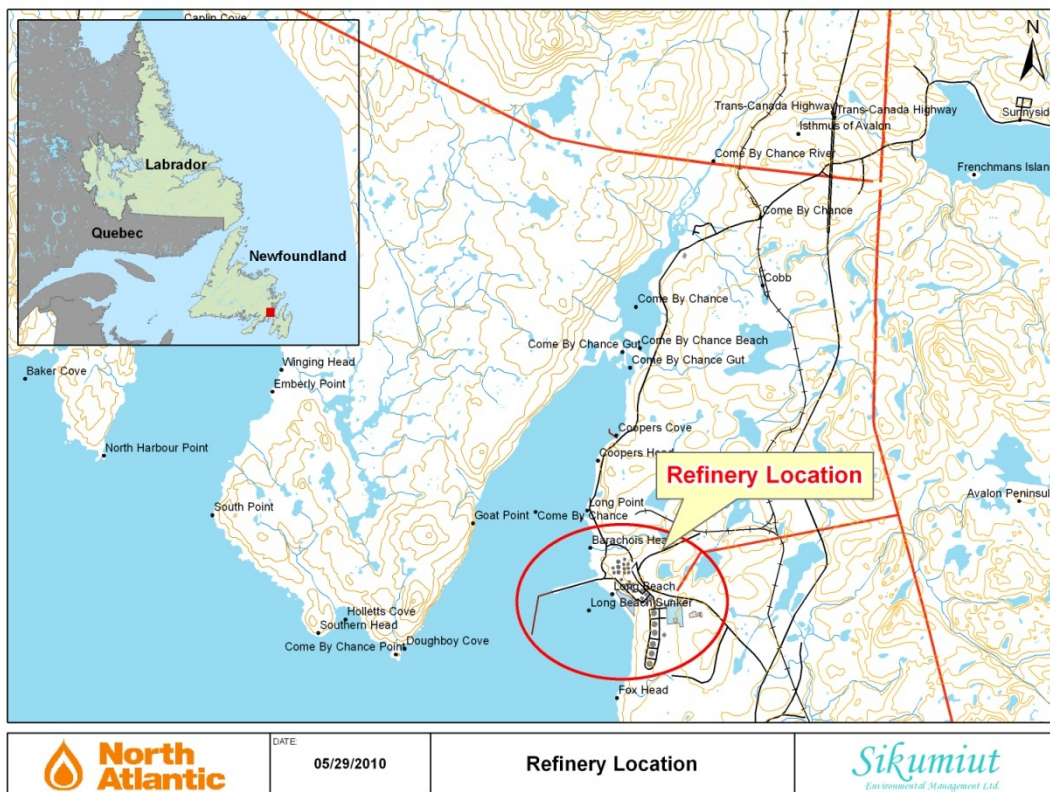 Caplin Cove
N
Labrador
Quebec
Newfoundland
Trans-Canada Highway
Trans-Canada Highway
Isthmus of Avalon
Sunnysid
Come By Chance River
Frenchmans Island
Come By Chance
Cobb
Come By Chance
Come By Chance Gut
Come By Chance Beach
Come By Chance Gut
Winging Head
Baker Cove
Emberly Point
North Harbour Point
Coopers Cove
Coopers Head
Refinery Location
Avalon Peninsul
South Point
Goat Point
Come By Chance
Long Point
Barachois Hea
Long Beach
Long Beach Sunker
Holletts Cove
Southern Head
Come By Chance Point
Doughboy Cove
Fox Head
North
Atlantic
DATE:
05/29/2010
Refinery Location
Sikumiut
Environmental Management Ltd.